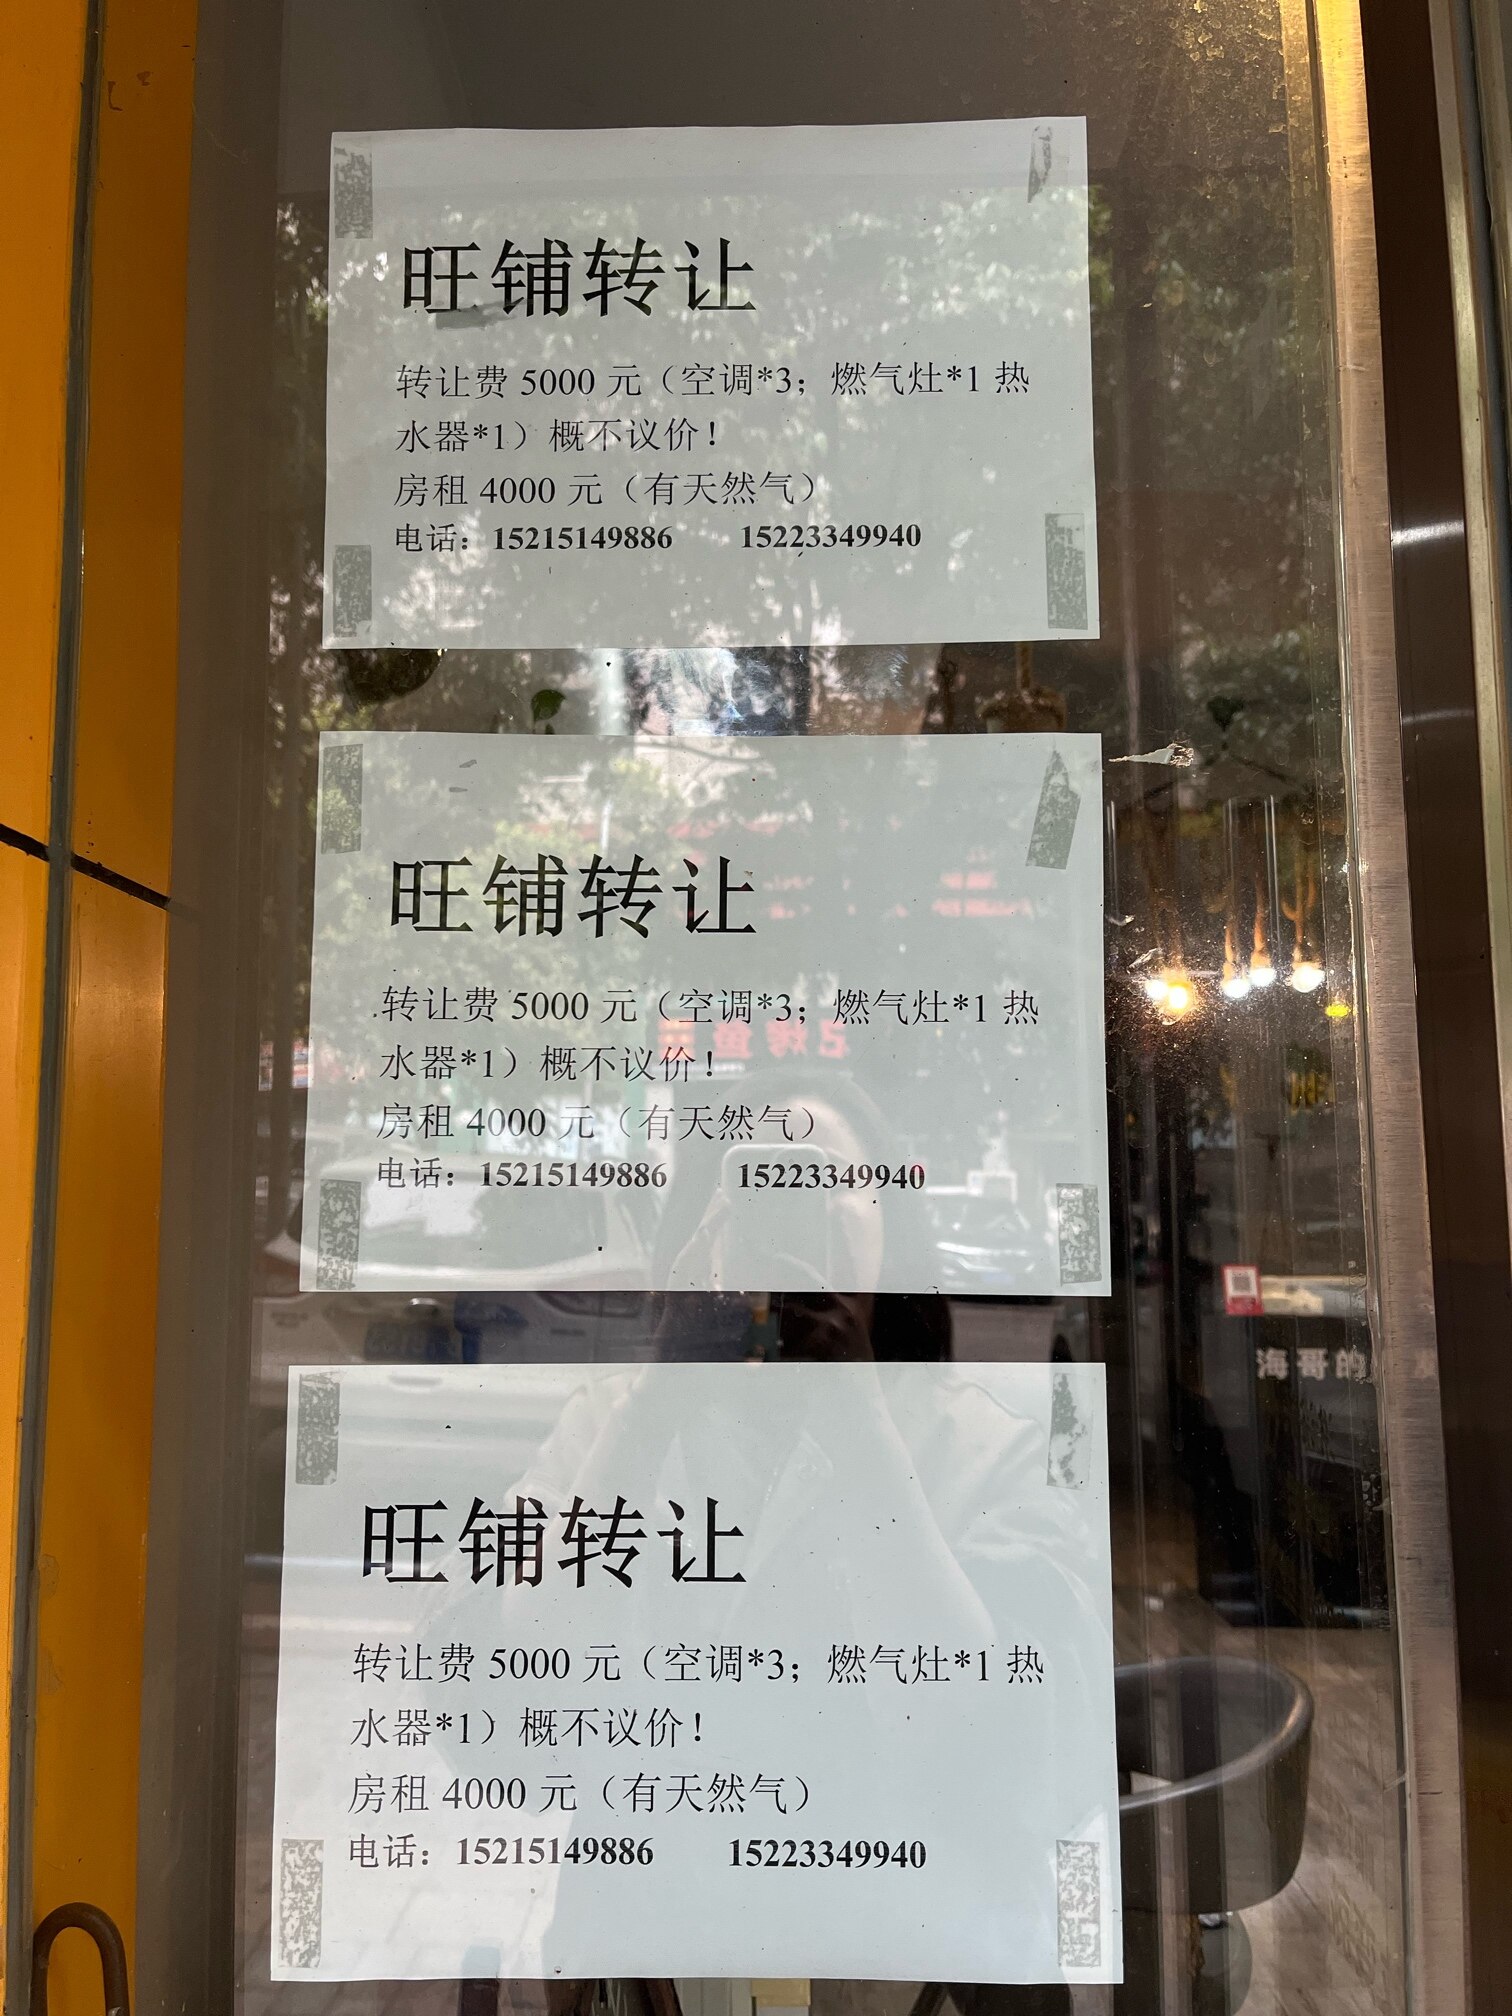 旺铺转让
转让费 5000 元（空调*3；燃气灶*1 热
水器*1）概不议价！
房租 4000 元（有天然气）
电话：15215149886 15223349940
旺铺转让
转让费 5000 元（空调*3；燃气灶*1 热
水器*1）概不议价！
房租 4000 元（有天然气）
电话：15215149886 15223349940
海哥的
旺铺转让
转让费 5000 元（空调*3；燃气灶*1 热
水器*1）概不议价！
房租 4000 元（有天然气）
电话：15215149886 15223349940